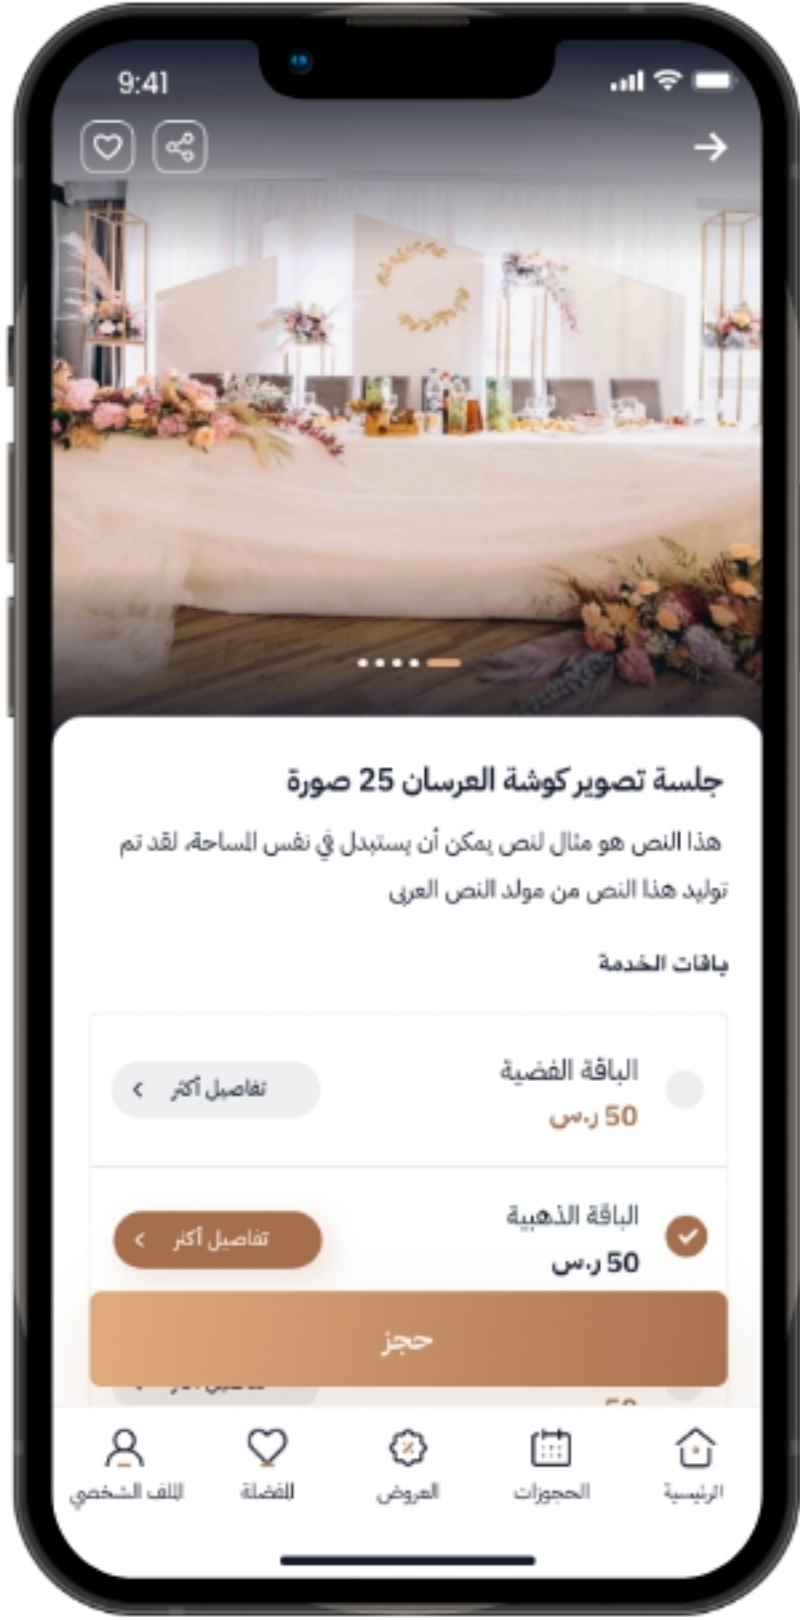 9:41
جلسة تصوير كوشة العرسان 25 صورة
هذا النص هو مثال لنص يمكن أن يستبدل في نفس المساحة، لقد تم
توليد هذا النص من مولد النص العربى
باقات الخدمة
الباقة الفضية
50 ر.س
تفاصيل أكثر
الباقة الذهبية
50 ر.س
تفاصيل أكثر
حجز
الرئيسية
الحجوزات
العروض
المفضلة
الملف الشخصي